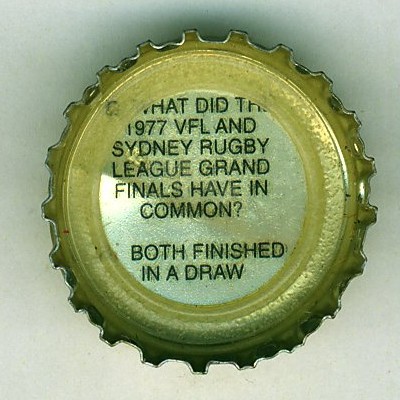 WHAT DID THE
1977 VFL AND
SYDNEY RUGBY
LEAGUE GRAND
FINALS HAVE IN
COMMON?
BOTH FINISHED
IN A DRAW